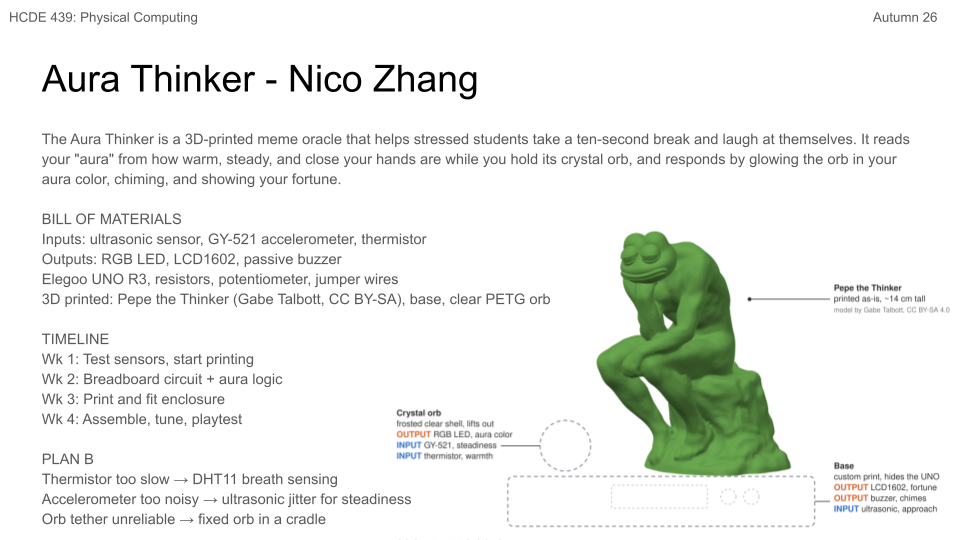 HCDE 439: Physical Computing
Autumn 26
Aura Thinker - Nico Zhang
The Aura Thinker is a 3D-printed meme oracle that helps stressed students take a ten-second break and laugh at themselves. It reads
your "aura" from how warm, steady, and close your hands are while you hold its crystal orb, and responds by glowing the orb in your
aura color, chiming, and showing your fortune.
BILL OF MATERIALS
Inputs: ultrasonic sensor, GY-521 accelerometer, thermistor
Outputs: RGB LED, LCD1602, passive buzzer
Elegoo UNO R3, resistors, potentiometer, jumper wires
3D printed: Pepe the Thinker (Gabe Talbott, CC BY-SA), base, clear PETG orb
TIMELINE
Wk 1: Test sensors, start printing
Wk 2: Breadboard circuit + aura logic
Wk 3: Print and fit enclosure
Wk 4: Assemble, tune, playtest
PLAN B
Thermistor too slow → DHT11 breath sensing
Accelerometer too noisy → ultrasonic jitter for steadiness
Orb tether unreliable → fixed orb in a cradle
Pepe the Thinker
printed as-is, ~14 cm tall
model by Gabe Talbott, CC BY-SA 4.0
Crystal orb
frosted clear shell, lifts out
OUTPUT RGB LED, aura color
INPUT GY-521, steadiness
INPUT thermistor, warmth
Base
custom print, hides the UNO
OUTPUT LCD1602, fortune
OUTPUT buzzer, chimes
INPUT ultrasonic, approach